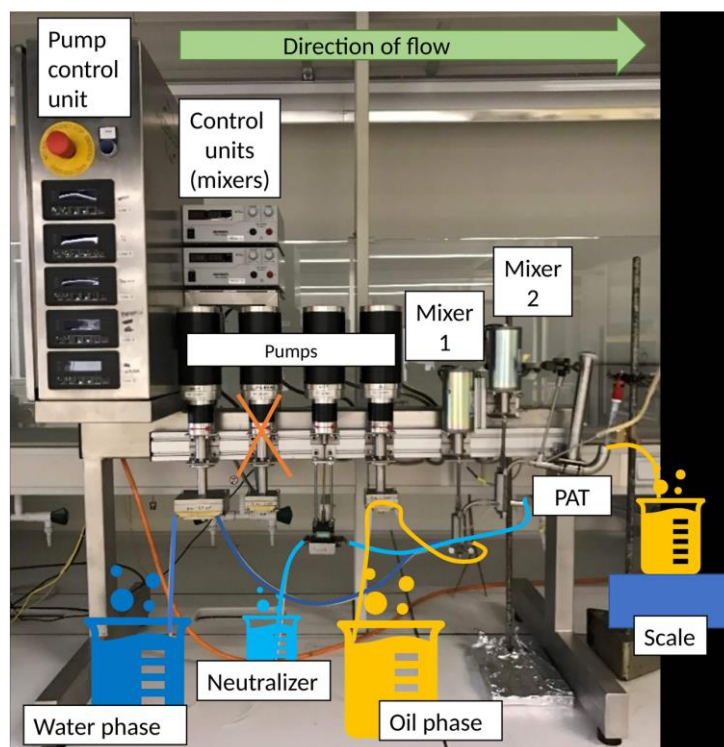 Direction of flow
Pump
control
unit
Control
units
(mixers)
Mixer
2
Mixer
1
Pumps
PAT
Scale
Neutralizer
Water phase
Oil phase